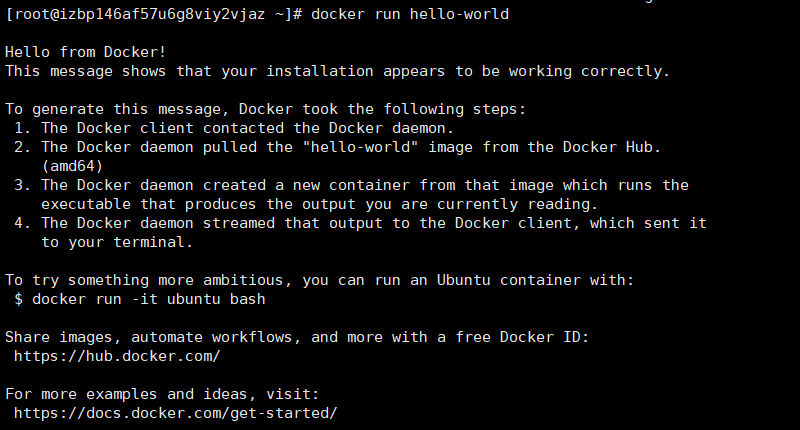 [root@izbp146af57u6g8viy2vjaz ~]# docker run hello-world
Hello from Docker!
This message shows that your installation appears to be working correctly.
To generate this message, Docker took the following steps:
1. The Docker client contacted the Docker daemon.
2. The Docker daemon pulled the "hello-world" image from the Docker Hub.
(amd64)
3. The Docker daemon created a new container from that image which runs the
executable that produces the output you are currently reading.
4. The Docker daemon streamed that output to the Docker client, which sent it
to your terminal.
To try something more ambitious, you can run an Ubuntu container with:
$ docker run -it ubuntu bash
Share images, automate workflows, and more with a free Docker ID:
https://hub.docker.com/
For more examples and ideas, visit:
https://docs.docker.com/get-started/